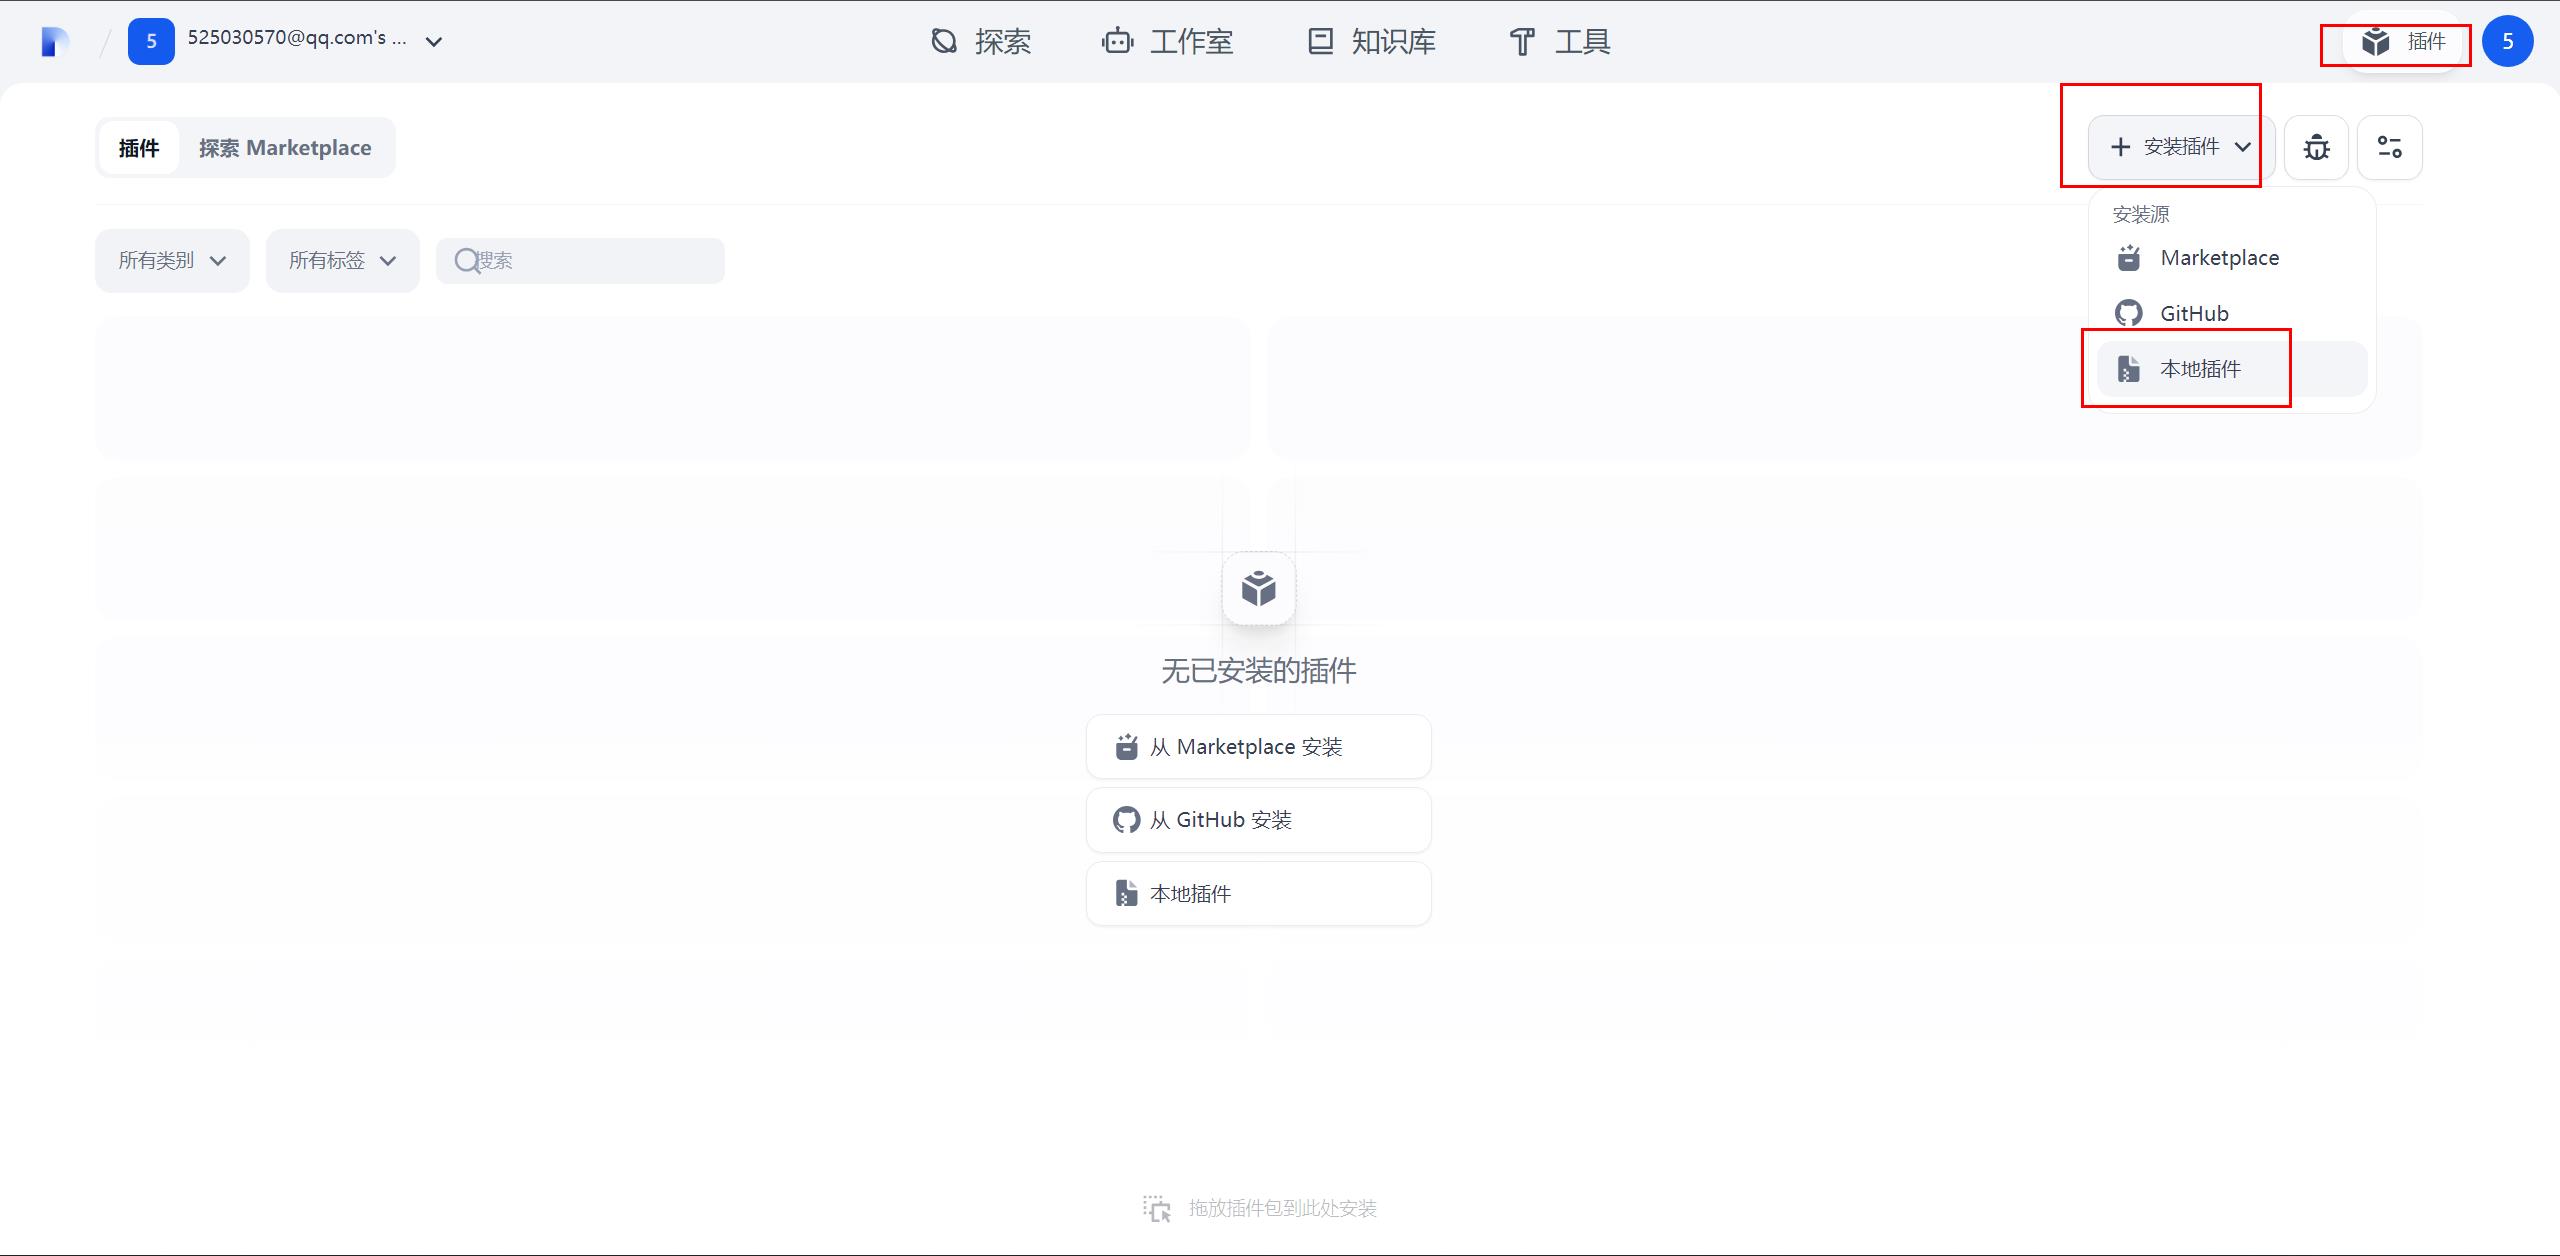 5 525030570@qq.com's ... 探索 工作室 知识库 工具 插件 5
插件 探索 Marketplace 安装插件
安装源
所有类别 所有标签 搜索 Marketplace
GitHub
本地插件
无已安装的插件
从 Marketplace 安装
从 GitHub 安装
本地插件
拖放插件包到此处安装